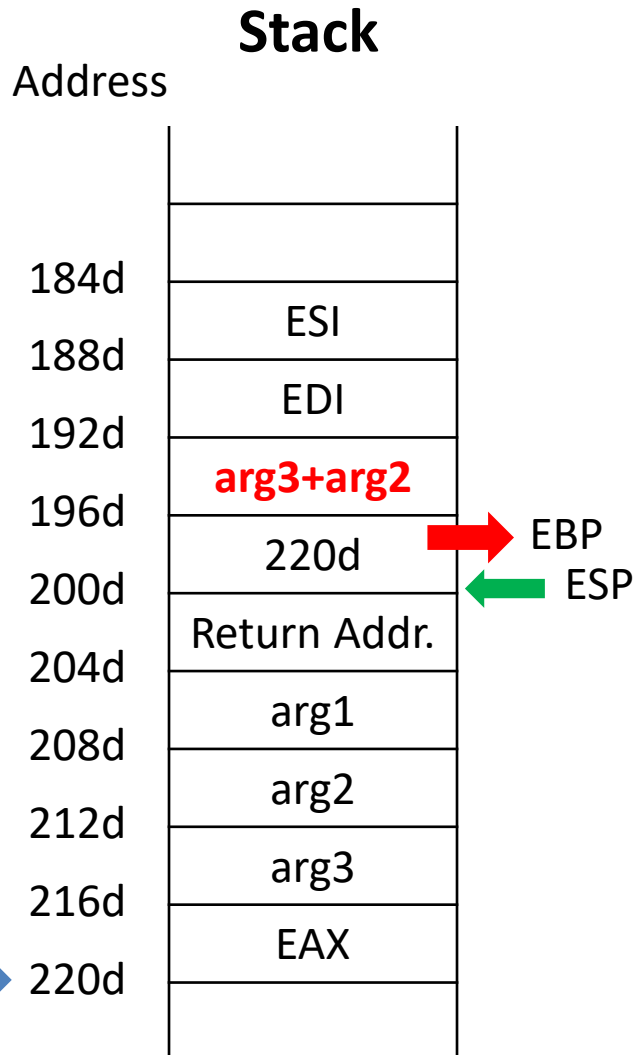 Stack
Address
184d
ESI
188d
EDI
192d
arg3+arg2
196d
220d
EBP
ESP
200d
Return Addr.
204d
arg1
208d
arg2
212d
arg3
216d
EAX
220d